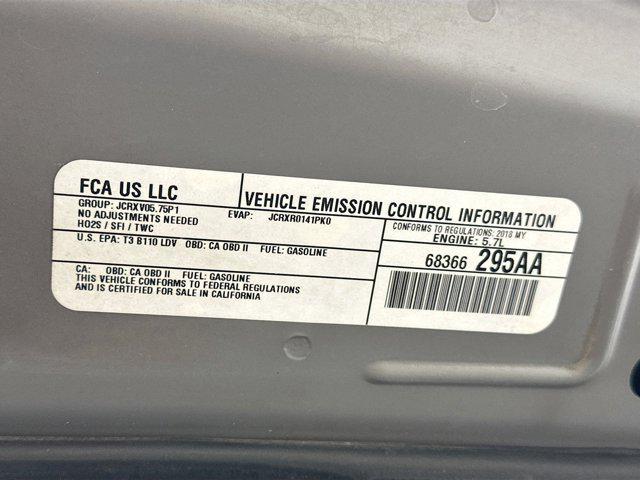 FCA US LLC
VEHICLE EMISSION CONTROL INFORMATION
GROUP: JCRXV05.75P1
EVAP: JCRXR0141PK0
NO ADJUSTMENTS NEEDED
HO2S / SFI / TWC
CONFORMS TO REGULATIONS: 2018 MY
ENGINE: 5.7L
U.S. EPA: T3 B110 LDV OBD: CA OBD II FUEL: GASOLINE
68366 295AA
CA: OBD: CA OBD II FUEL: GASOLINE
THIS VEHICLE CONFORMS TO FEDERAL REGULATIONS
AND IS CERTIFIED FOR SALE IN CALIFORNIA